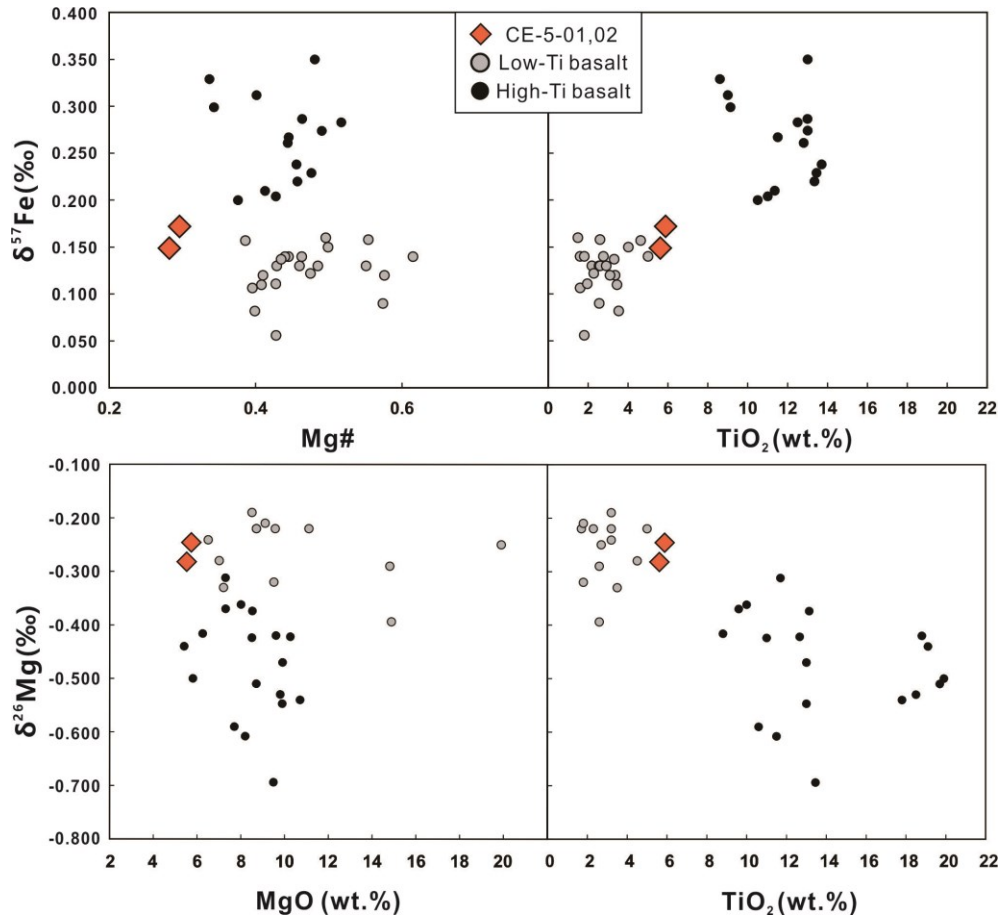 CE-5-01,02
Low-Ti basalt
High-Ti basalt
δ⁵⁷Fe(‰)
0.400
0.350
0.300
0.250
0.200
0.150
0.100
0.050
0.000
0.2 0.4 0.6
Mg#
0 2 4 6 8 10 12 14 16 18 20 22
TiO₂(wt.%)
δ²⁶Mg(‰)
-0.100
-0.200
-0.300
-0.400
-0.500
-0.600
-0.700
-0.800
2 4 6 8 10 12 14 16 18 20
MgO (wt.%)
0 2 4 6 8 10 12 14 16 18 20 22
TiO₂(wt.%)